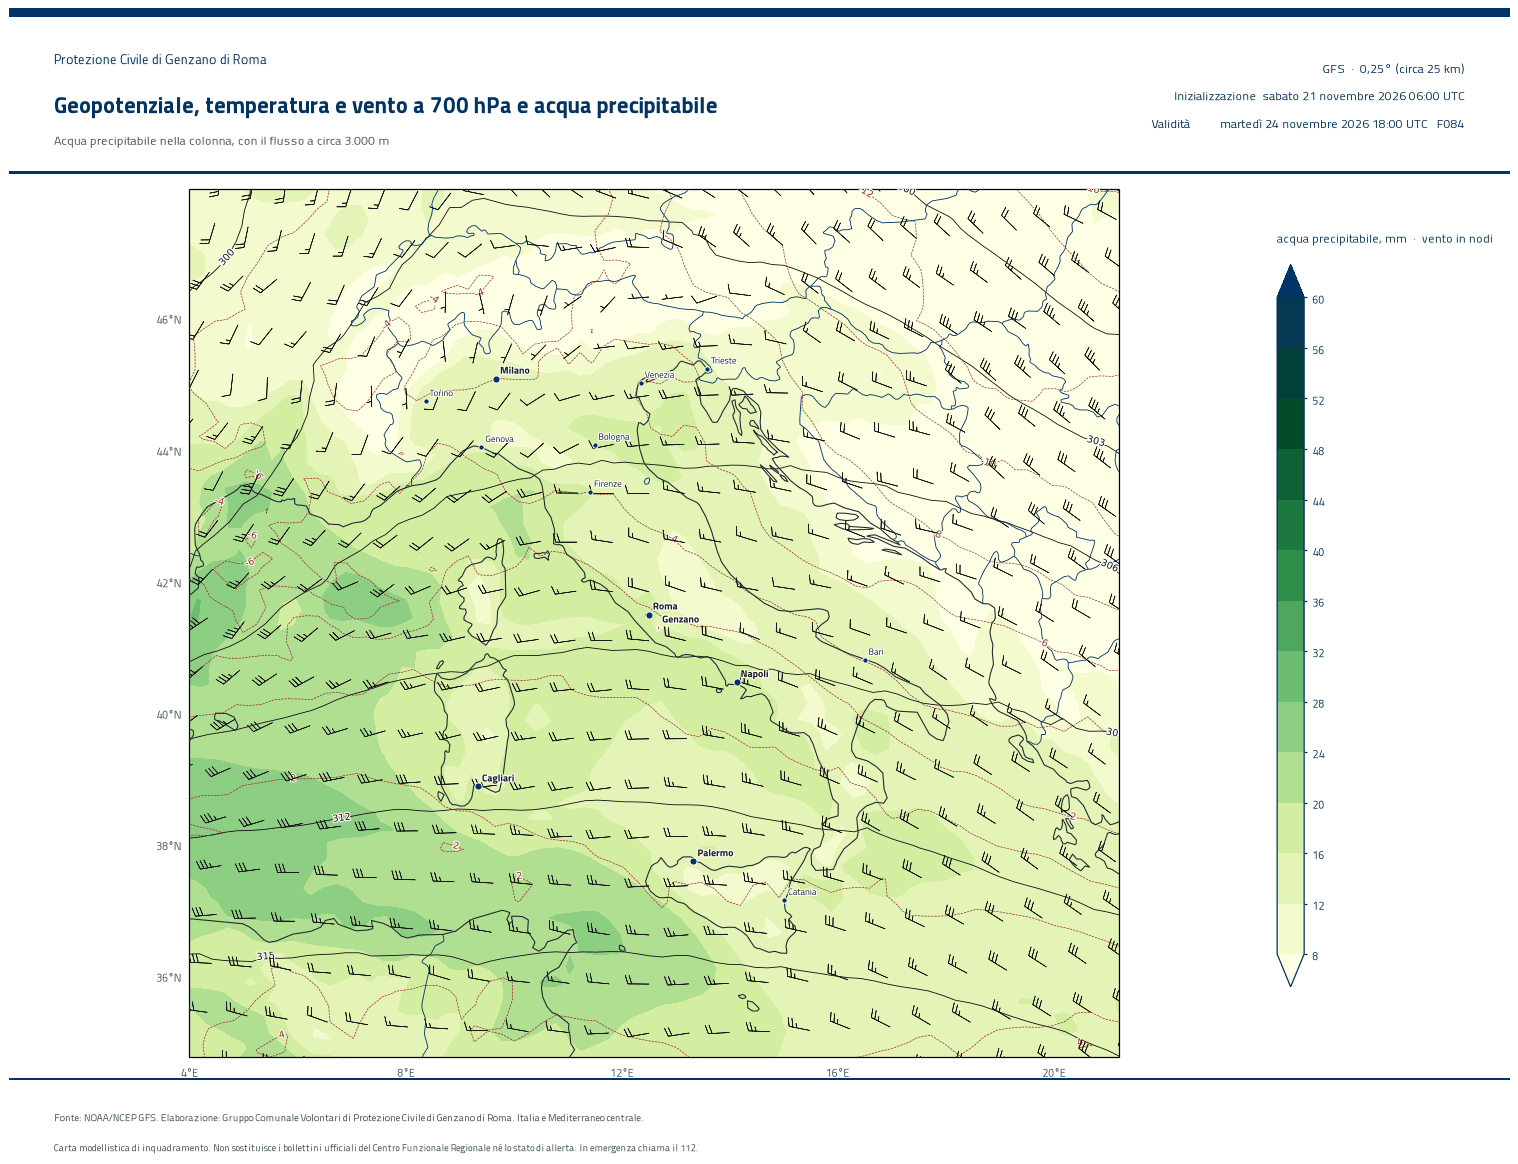 Protezione Civile di Genzano di Roma
Geopotenziale, temperatura e vento a 700 hPa e acqua precipitabile
Acqua precipitabile nella colonna, con il flusso a circa 3.000 m
GFS · 0,25° (circa 25 km)
Inizializzazione sabato 21 novembre 2026 06:00 UTC
Validità martedì 24 novembre 2026 18:00 UTC F084
acqua precipitabile, mm · vento in nodi
60
56
52
48
44
40
36
32
28
24
20
16
12
8
46°N
44°N
42°N
40°N
38°N
36°N
4°E
8°E
12°E
16°E
20°E
300
303
306
312
315
Milano
Torino
Venezia
Trieste
Genova
Bologna
Firenze
Roma
Genzano
Napoli
Bari
Cagliari
Palermo
Catania
Fonte: NOAA/NCEP GFS. Elaborazione: Gruppo Comunale Volontari di Protezione Civile di Genzano di Roma. Italia e Mediterraneo centrale.
Carta modellistica di inquadramento. Non sostituisce i bollettini ufficiali del Centro Funzionale Regionale né lo stato di allerta. In emergenza chiama il 112.